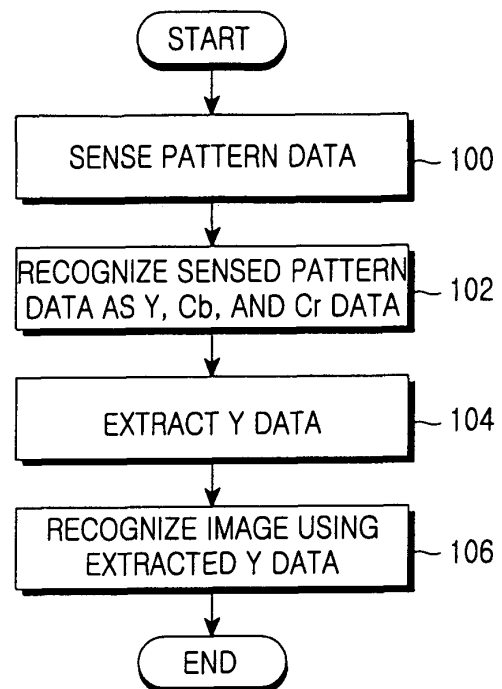 START
SENSE PATTERN DATA
100
RECOGNIZE SENSED PATTERN
DATA AS Y, Cb, AND Cr DATA
102
EXTRACT Y DATA
104
RECOGNIZE IMAGE USING
EXTRACTED Y DATA
106
END